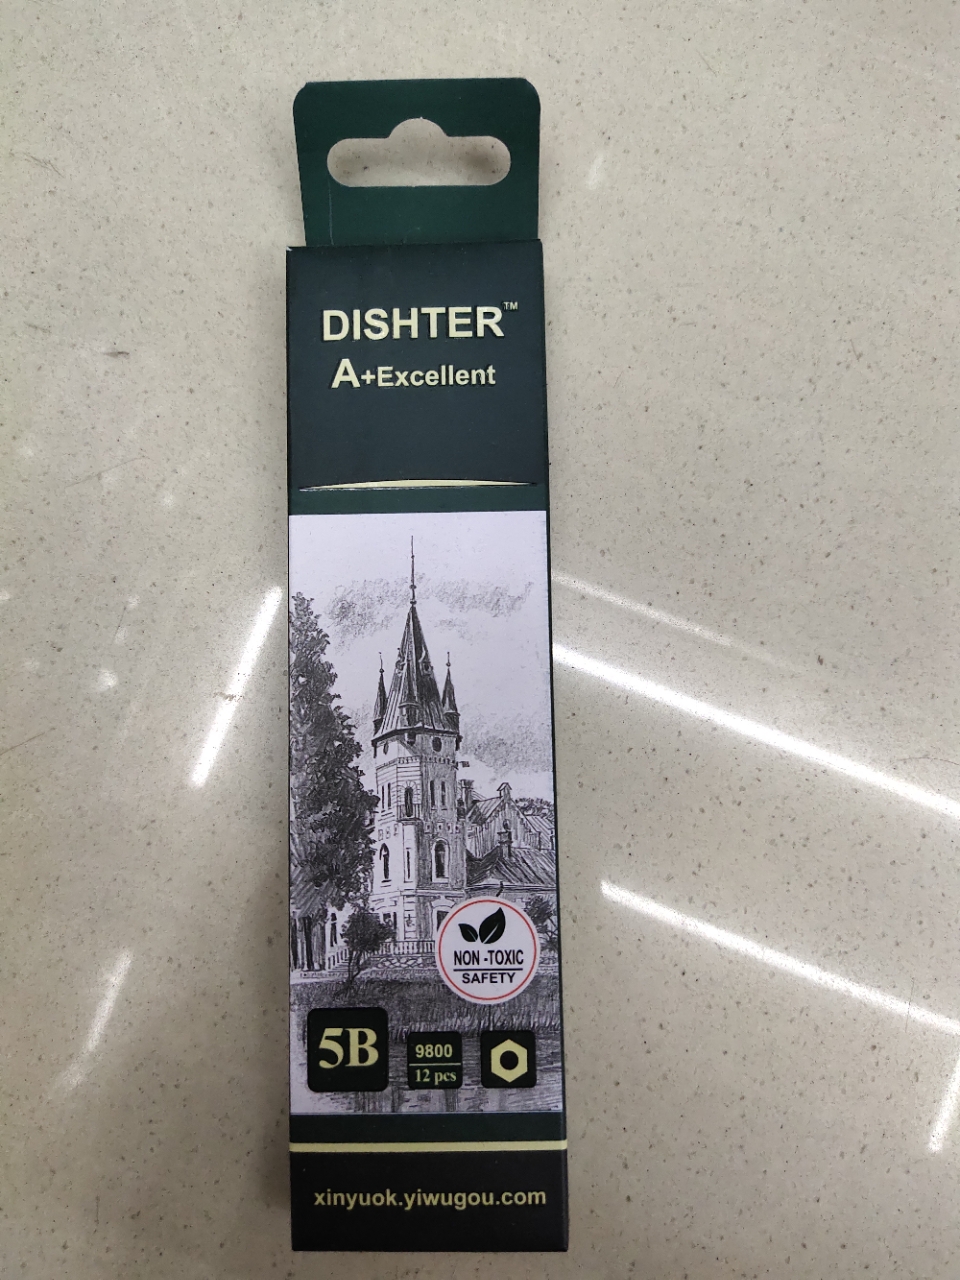 DISHTER™
A+Excellent
NON-TOXIC
SAFETY
5B
9800
12 pcs
xinyuok.yiwugou.com